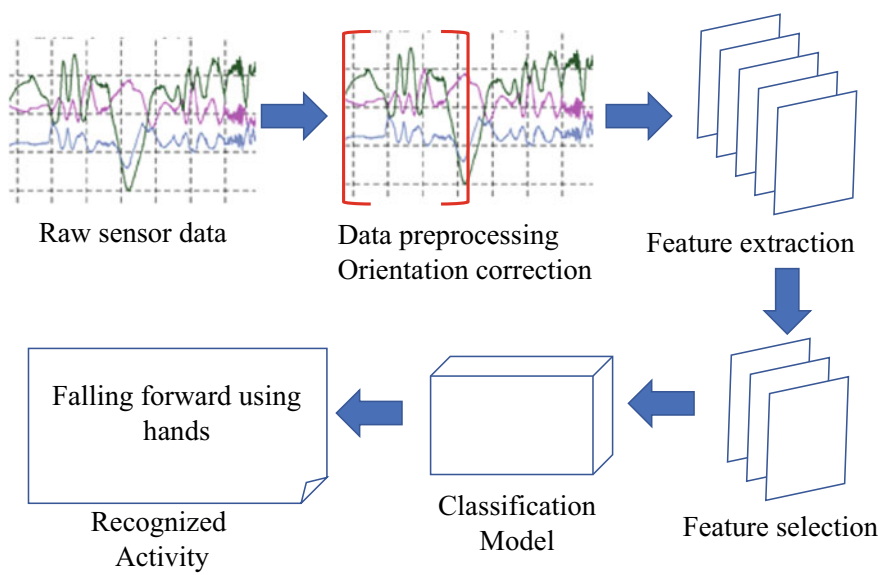 Raw sensor data
Data preprocessing
Orientation correction
Feature extraction
Feature selection
Classification
Model
Falling forward using
hands
Recognized
Activity